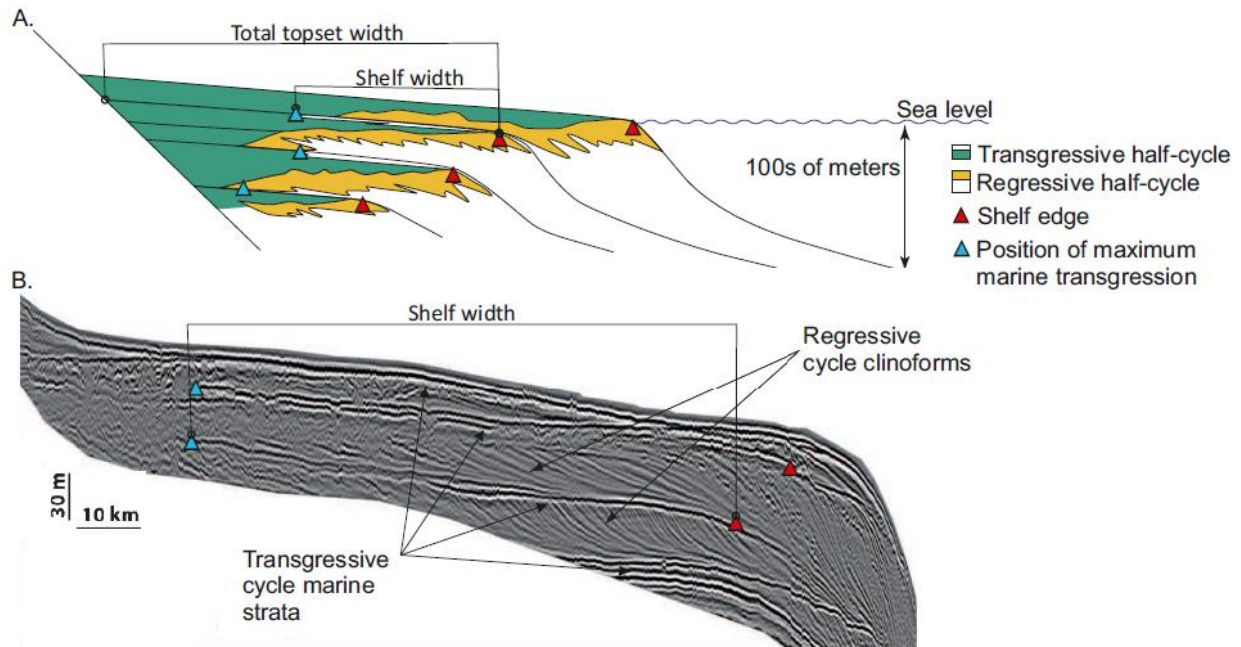 A.
Total topset width
Shelf width
Sea level
100s of meters
Transgressive half-cycle
Regressive half-cycle
Shelf edge
Position of maximum
marine transgression
B.
Shelf width
Regressive
cycle clinoforms
30 m
10 km
Transgressive
cycle marine
strata